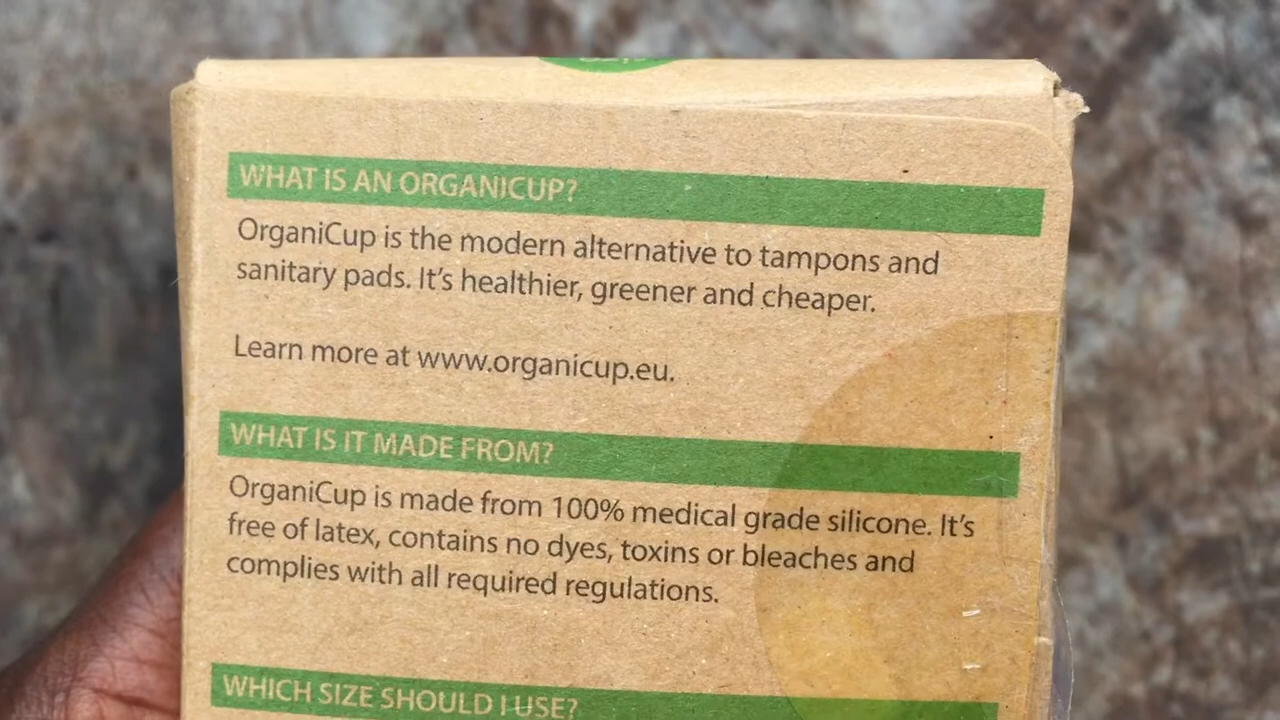 WHAT IS AN ORGANICUP?
OrganiCup is the modern alternative to tampons and
sanitary pads. It's healthier, greener and cheaper.
Learn more at www.organicup.eu.
WHAT IS IT MADE FROM?
OrganiCup is made from 100% medical grade silicone. It's
free of latex, contains no dyes, toxins or bleaches and
complies with all required regulations.
WHICH SIZE SHOULD I USE?